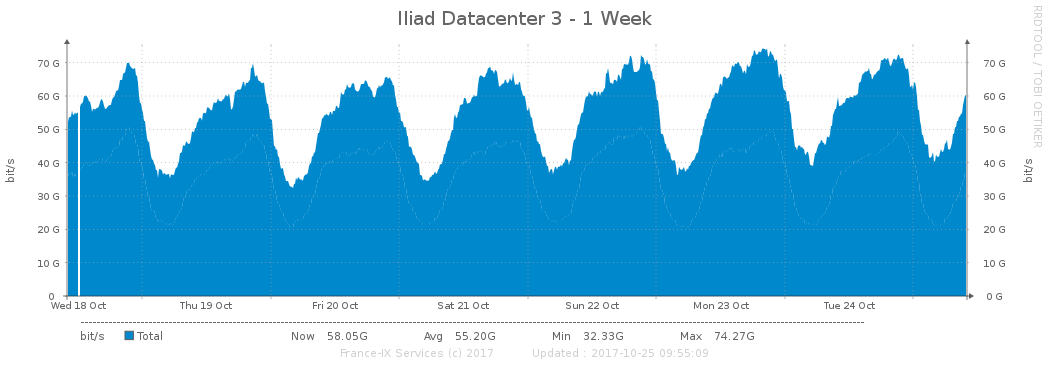 Iliad Datacenter 3 - 1 Week
RRDTOOL / TOBI OETIKER
bit/s
70 G 70 G
60 G 60 G
50 G 50 G
40 G 40 G
30 G 30 G
20 G 20 G
10 G 10 G
0 0 G
bit/s
Wed 18 Oct Thu 19 Oct Fri 20 Oct Sat 21 Oct Sun 22 Oct Mon 23 Oct Tue 24 Oct
bit/s Total Now 58.05G Avg 55.20G Min 32.33G Max 74.27G
France-IX Services (c) 2017 Updated : 2017-10-25 09:55:09